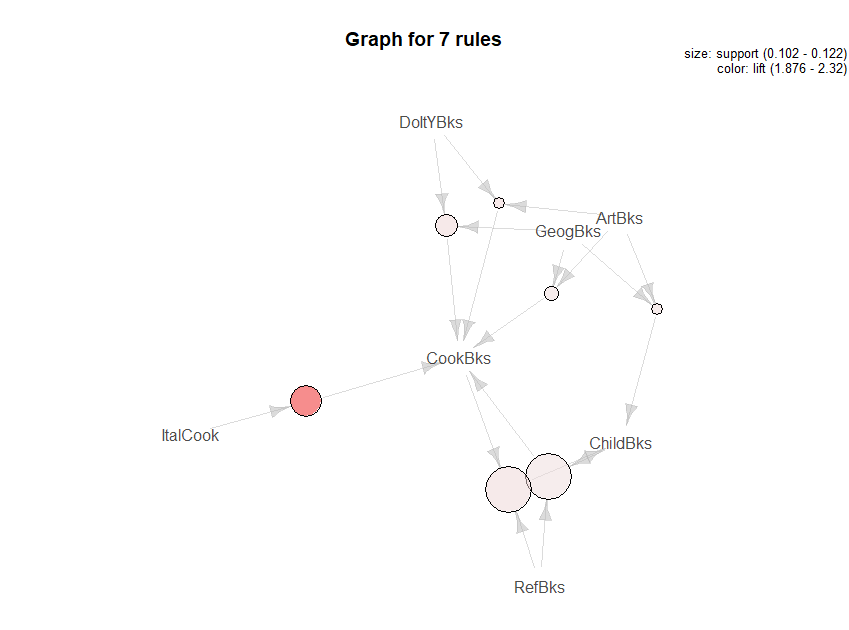 Graph for 7 rules
size: support (0.102 - 0.122)
color: lift (1.876 - 2.32)
DoItYBks
ArtBks
GeogBks
CookBks
ItalCook
ChildBks
RefBks